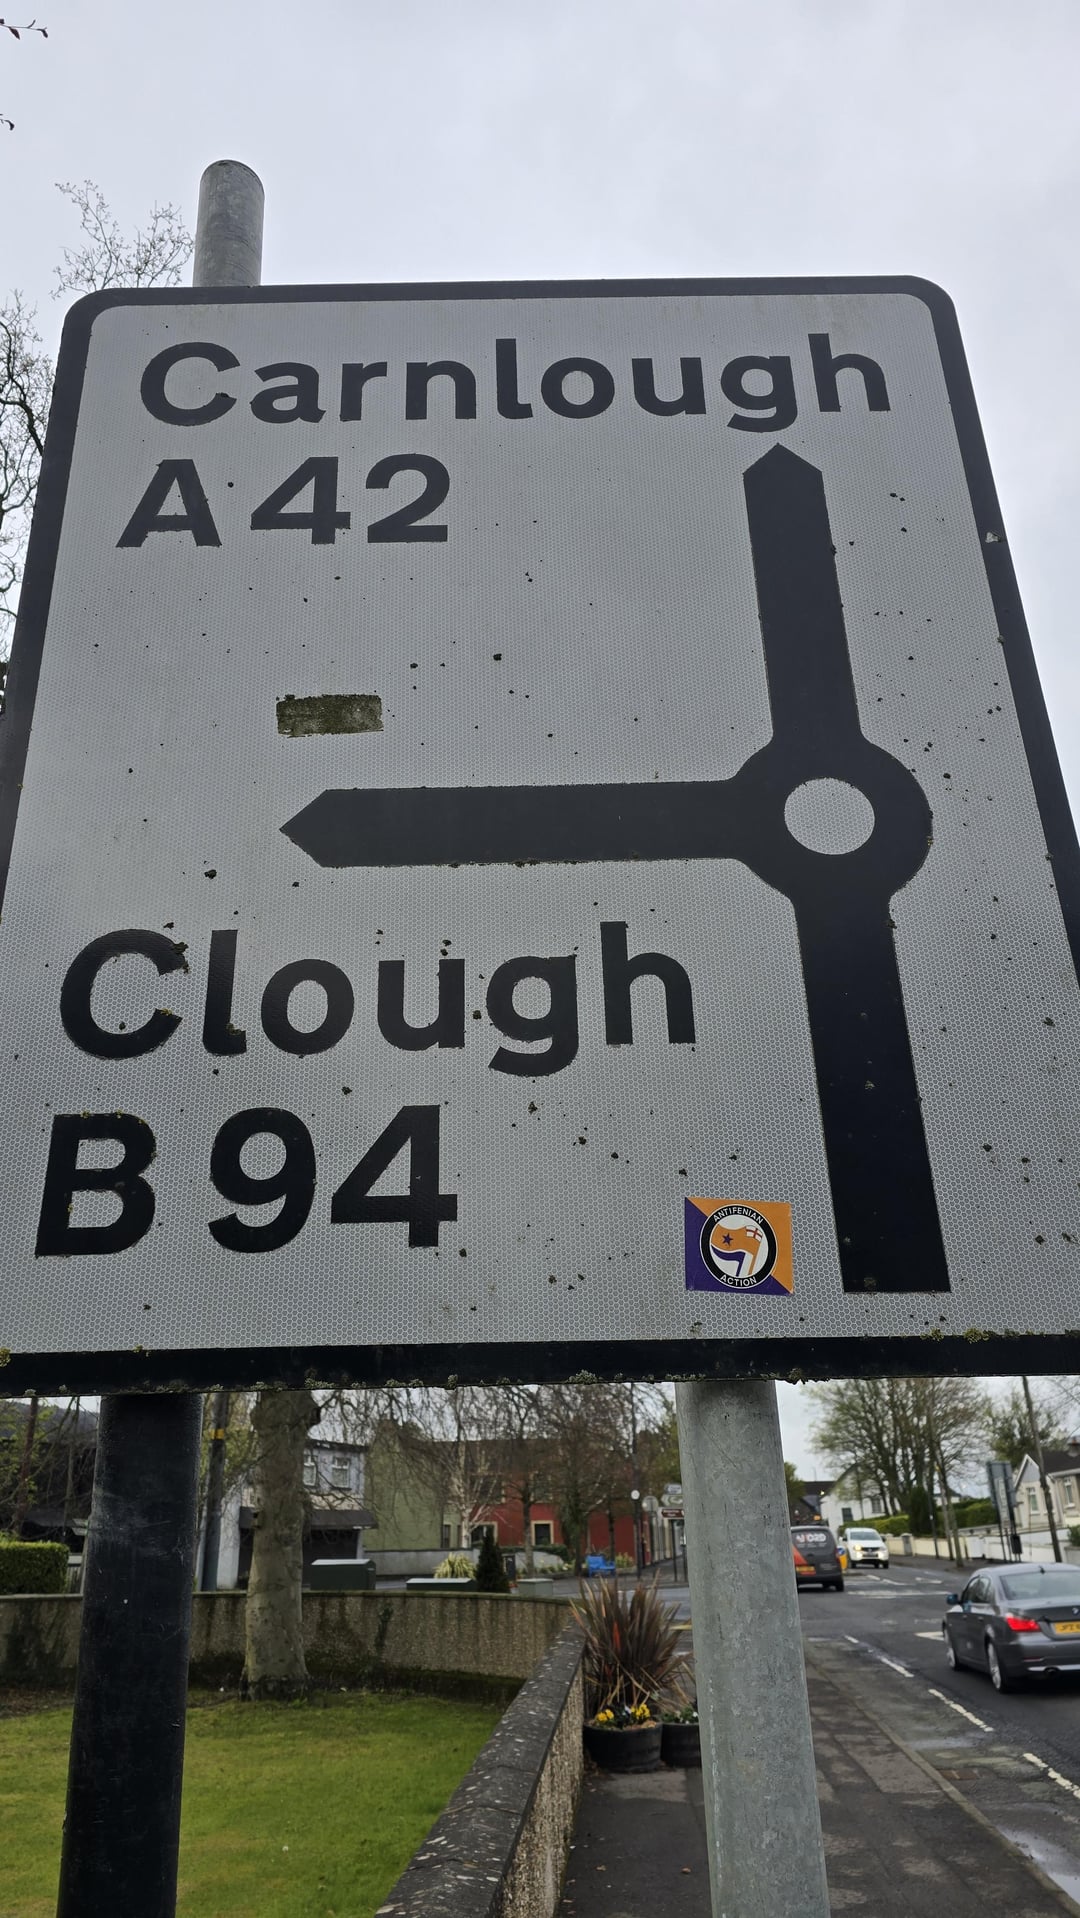 Carnlough
A42
Clough
B94
ANTIFENIAN
ACTION